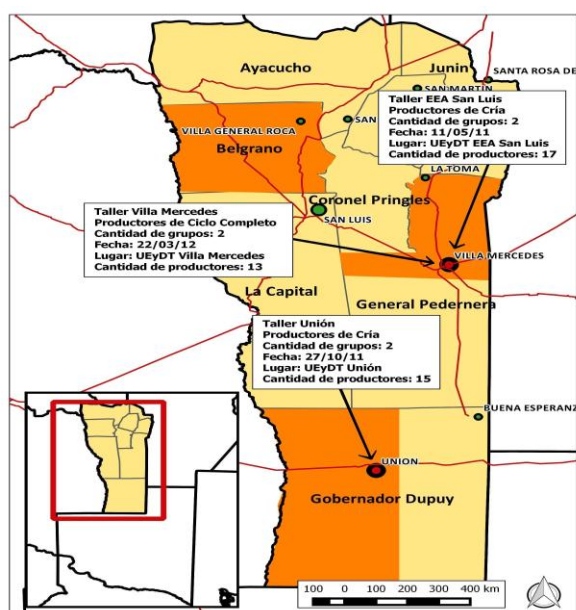 Ayacucho
Junin
SANTA ROSA DE
SAN MARTÍN
Taller EEA San Luis
Productores de Cría
Cantidad de grupos: 2
Fecha: 11/05/11
Lugar: UEyDT EEA San Luis
Cantidad de productores: 17
VILLA GENERAL ROCA
SAN
Belgrano
LA TOMA
Coronel Pringles
SAN LUIS
Taller Villa Mercedes
Productores de Ciclo Completo
Cantidad de grupos: 2
Fecha: 22/03/12
Lugar: UEyDT Villa Mercedes
Cantidad de productores: 13
VILLA MERCEDES
La Capital
General Pedernera
Taller Unión
Productores de Cría
Cantidad de grupos: 2
Fecha: 27/10/11
Lugar: UEyDT Unión
Cantidad de productores: 15
BUENA ESPERANZ
UNION
Gobernador Dupuy
100 0 100 200 300 400 km